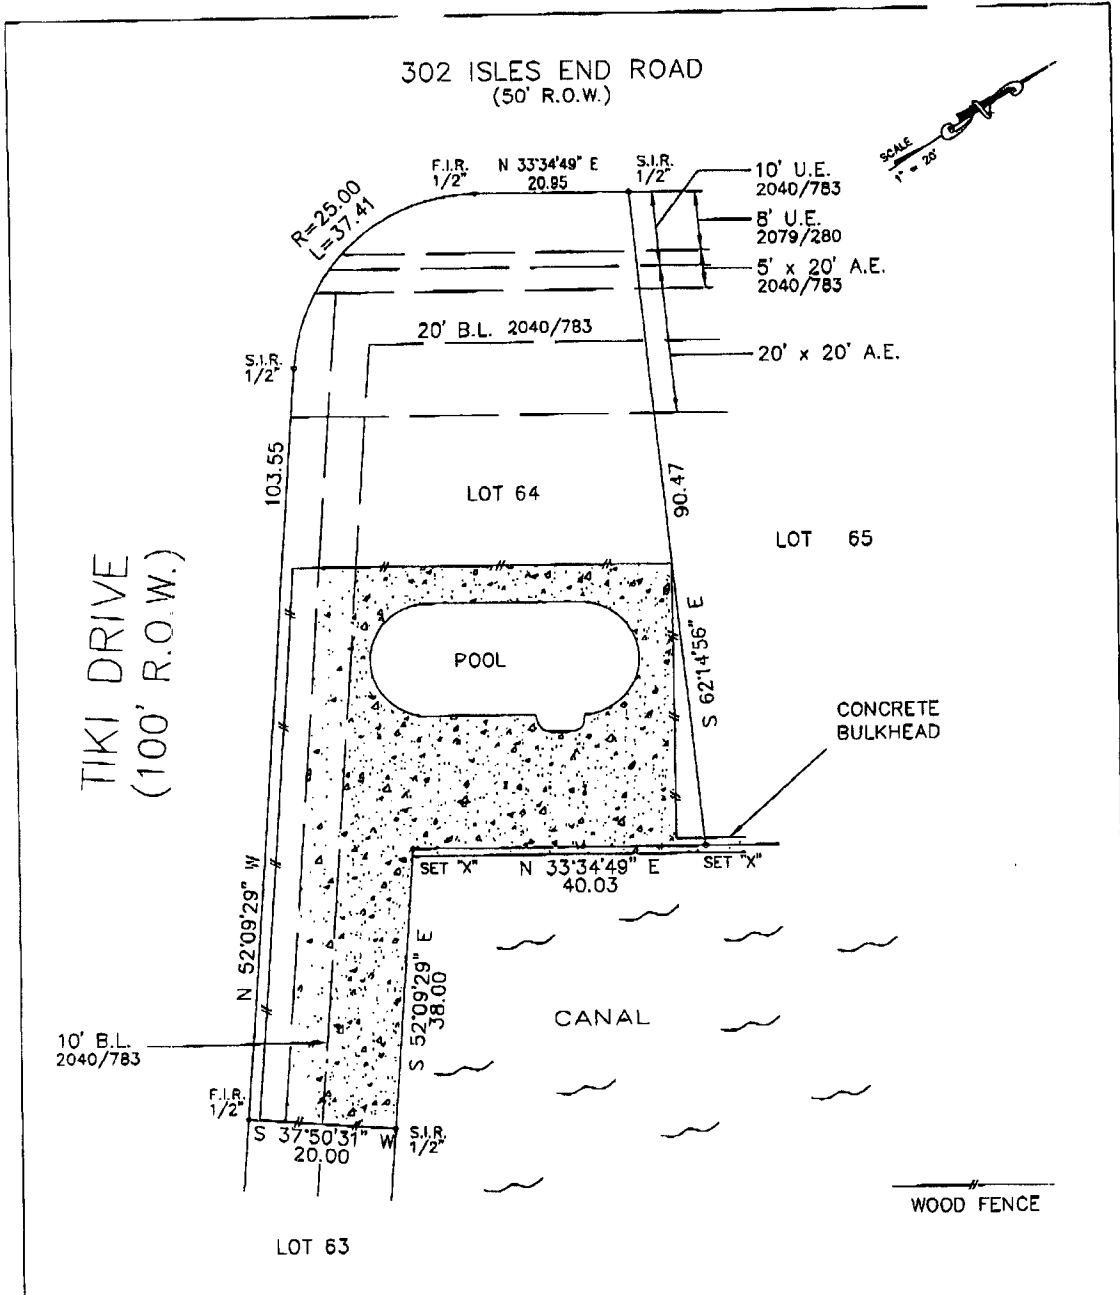 302 ISLES END ROAD
(50' R.O.W.)
SCALE
1" = 20'
F.I.R.
1/2"
N 33°34'49" E
20.95
S.I.R.
1/2"
10' U.E.
2040/783
8' U.E.
2079/280
5' x 20' A.E.
2040/783
20' x 20' A.E.
R=25.00
L=37.41
20' B.L. 2040/783
S.I.R.
1/2"
103.55
LOT 64
90.47
LOT 65
TIKI DRIVE
(100' R.O.W.)
POOL
S 62°14'56" E
CONCRETE
BULKHEAD
SET "X"
N 33°34'49" E
40.03
SET "X"
N 52°09'29" W
S 52°09'29" E
38.00
CANAL
10' B.L.
2040/783
F.I.R.
1/2"
S 37°50'31" W
20.00
S.I.R.
1/2"
WOOD FENCE
LOT 63